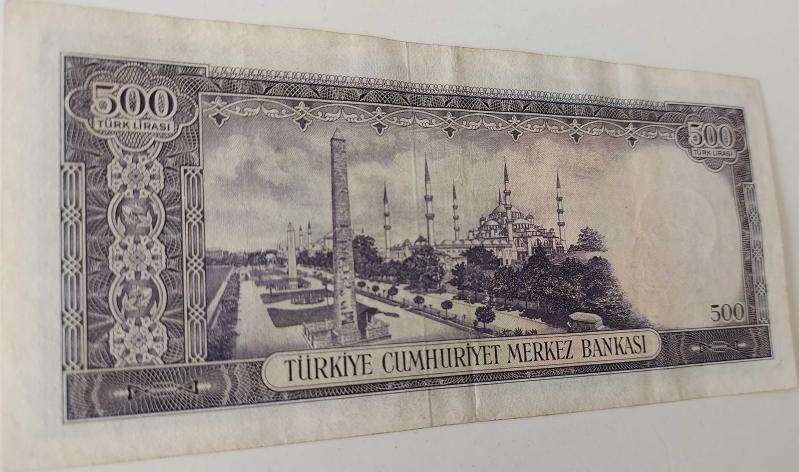 500
TÜRK LİRASI
500
TÜRK LİRASI
500
TÜRKİYE CUMHURİYET MERKEZ BANKASI